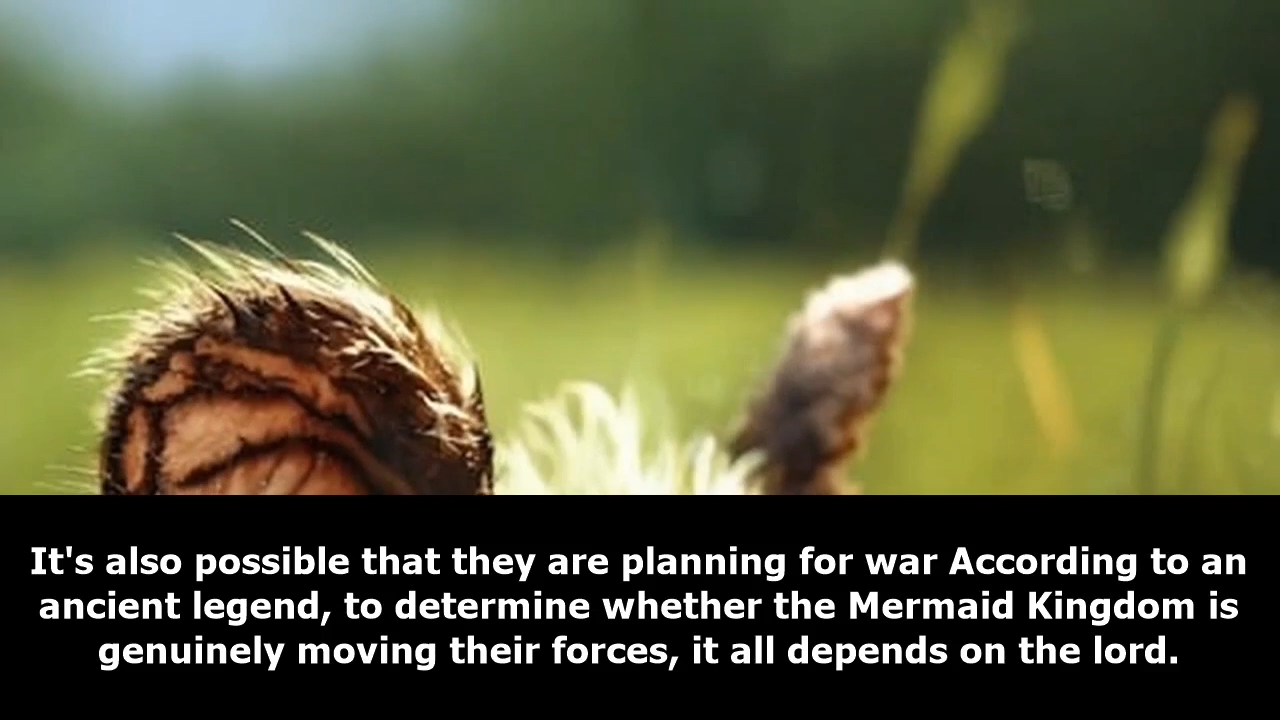 It's also possible that they are planning for war According to an
ancient legend, to determine whether the Mermaid Kingdom is
genuinely moving their forces, it all depends on the lord.